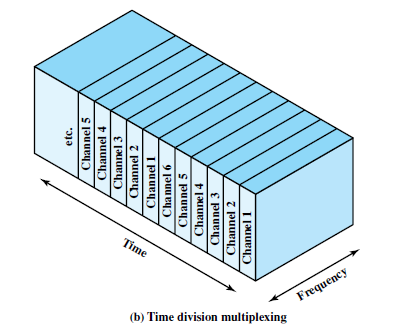 etc.
Channel 5
Channel 4
Channel 3
Channel 2
Channel 1
Channel 6
Channel 5
Channel 4
Channel 3
Channel 2
Channel 1
Time
Frequency
(b) Time division multiplexing